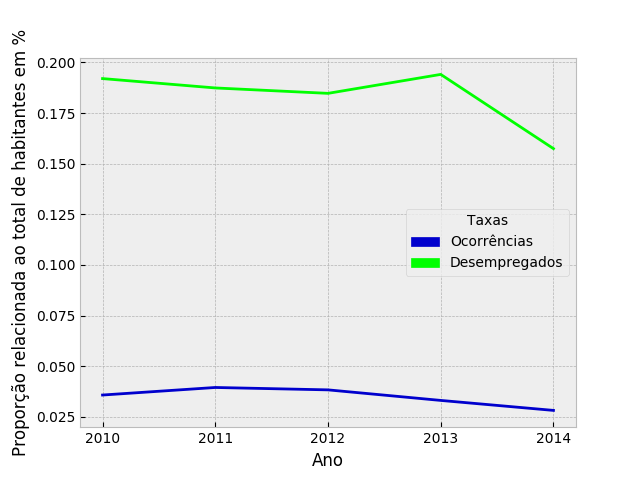 Proporção relacionada ao total de habitantes em %
0.200
0.175
0.150
0.125
0.100
0.075
0.050
0.025
Taxas
Ocorrências
Desempregados
2010 2011 2012 2013 2014
Ano